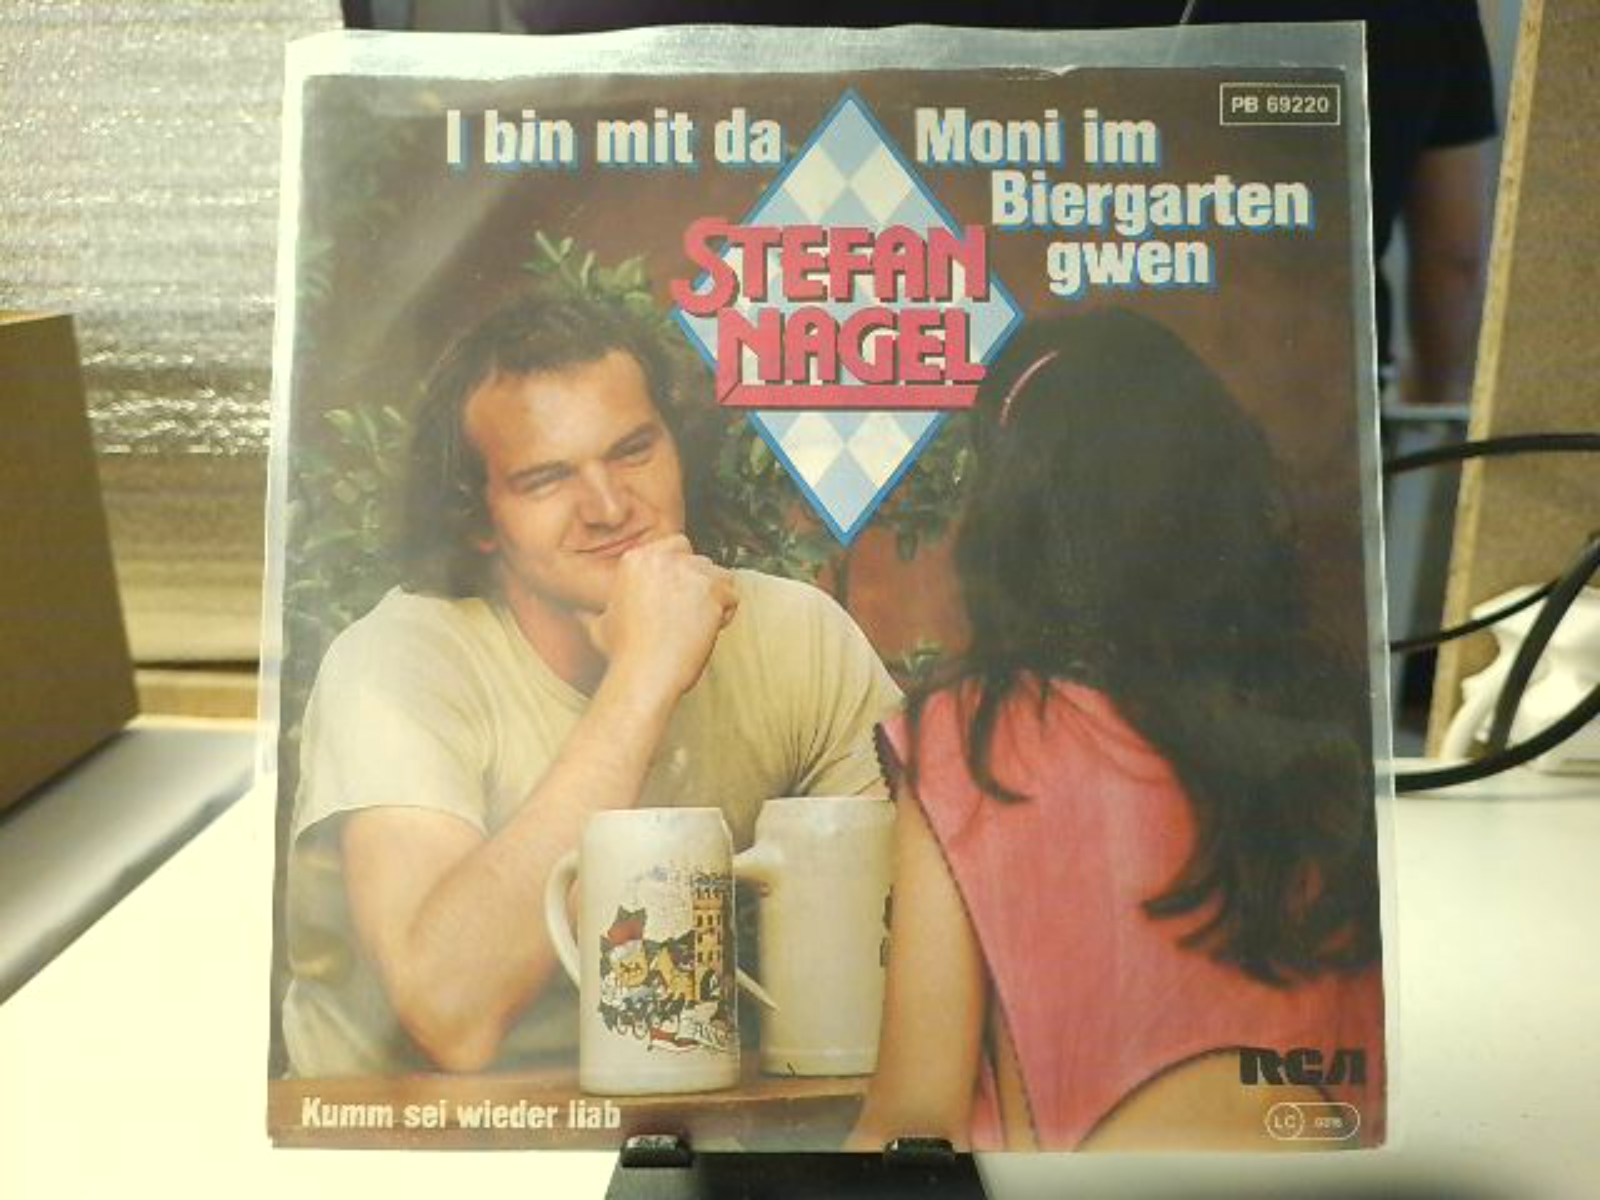 PB 69220
I bin mit da Moni im
Biergarten
gwen
STEFAN
NAGEL
RCA
Kumm sei wieder liab
LC